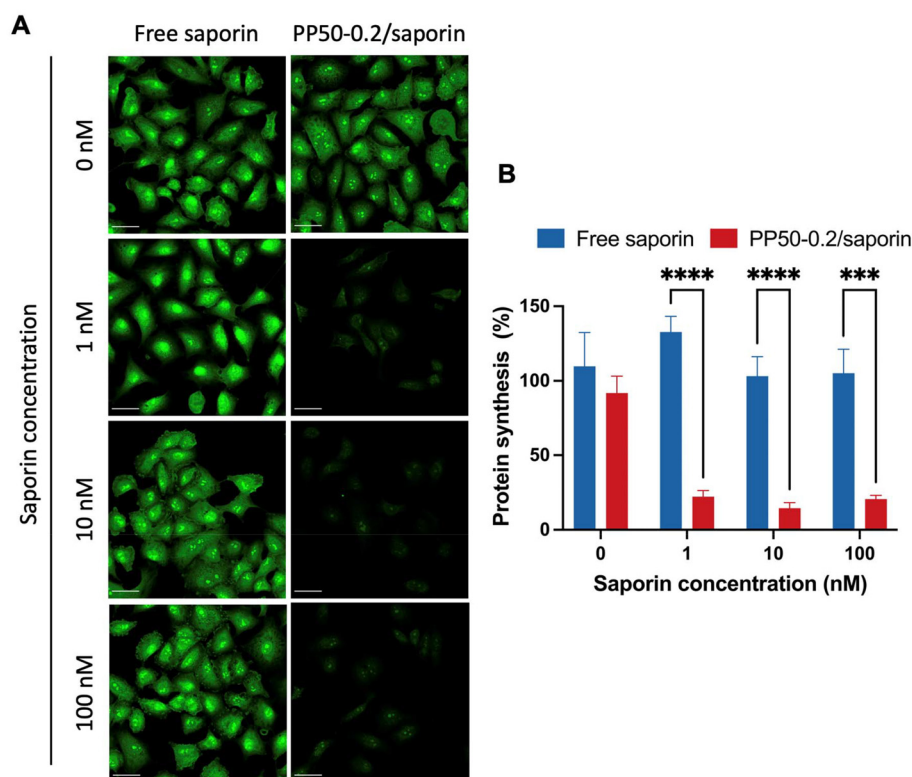 A
Free saporin
PP50-0.2/saporin
Saporin concentration
0 nM
1 nM
10 nM
100 nM
B
Free saporin
PP50-0.2/saporin
**** **** ***
Protein synthesis (%)
150
100
50
0
0 1 10 100
Saporin concentration (nM)